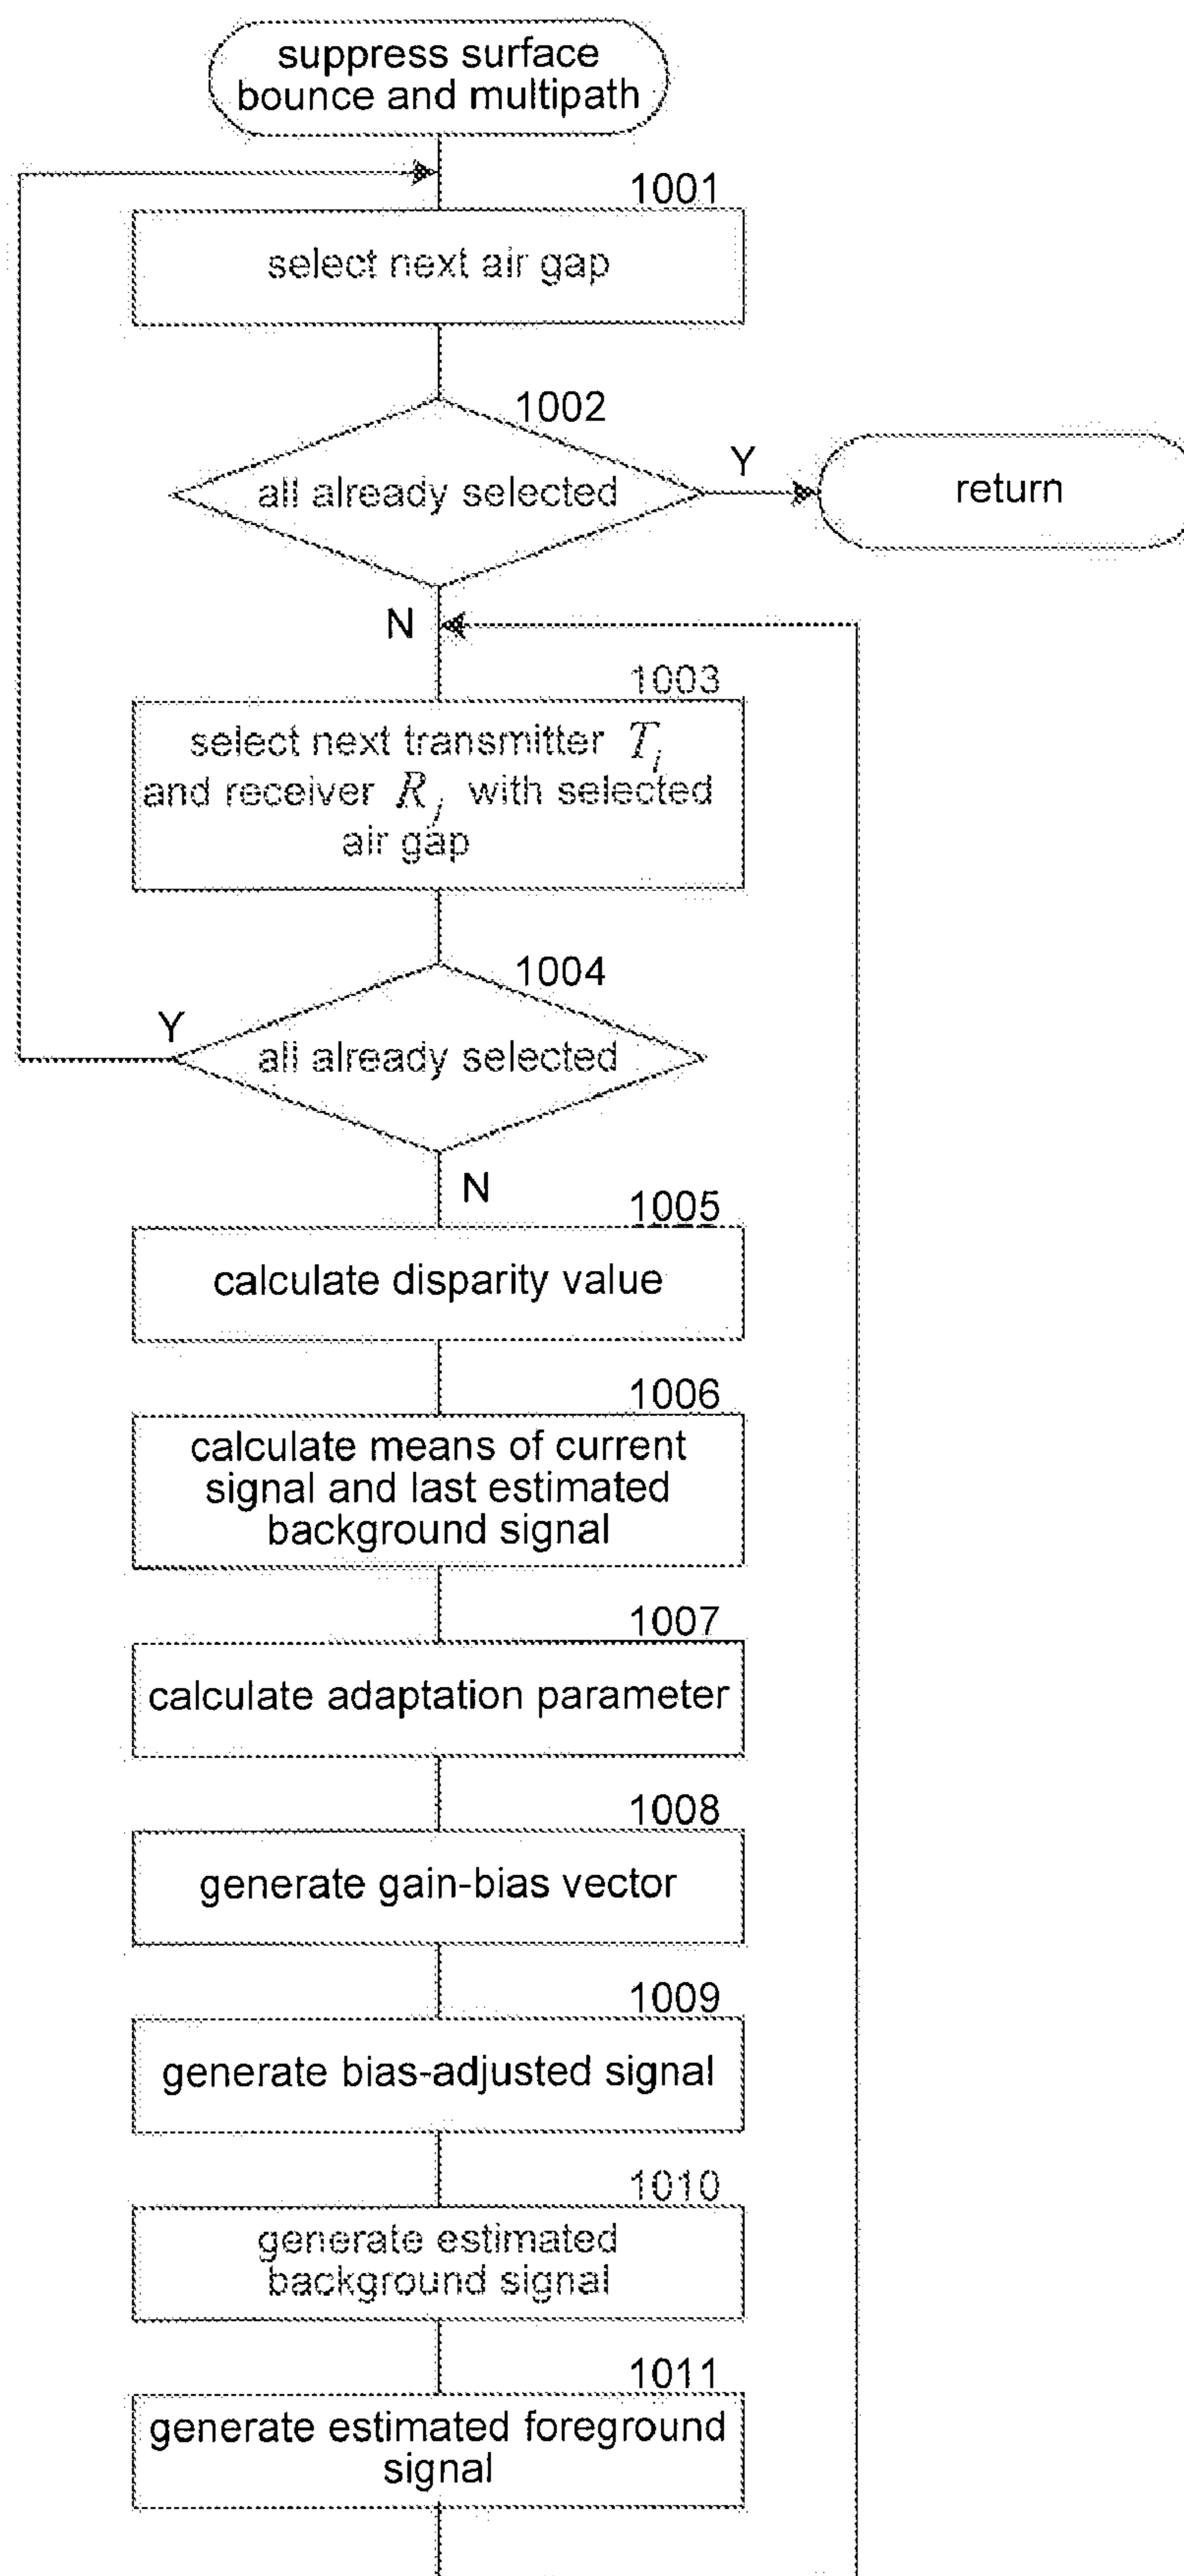 suppress surface
bounce and multipath
1001
select next air gap
1002
all already selected
Y
return
N
1003
select next transmitter T_i
and receiver R_j with selected
air gap
1004
Y
all already selected
N
1005
calculate disparity value
1006
calculate means of current
signal and last estimated
background signal
1007
calculate adaptation parameter
1008
generate gain-bias vector
1009
generate bias-adjusted signal
1010
generate estimated
background signal
1011
generate estimated foreground
signal